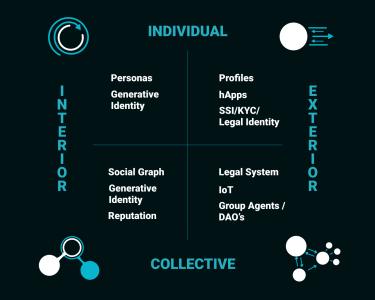 INDIVIDUAL
INTERIOR
EXTERIOR
Personas
Generative
Identity
Profiles
hApps
SSI/KYC/
Legal Identity
Social Graph
Generative
Identity
Reputation
Legal System
IoT
Group Agents /
DAO's
COLLECTIVE